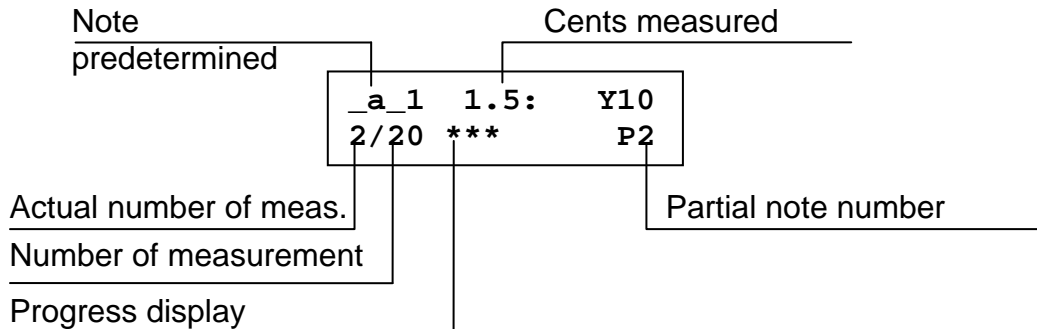 Note
predetermined
Cents measured
_a_1 1.5: Y10
2/20 *** P2
Actual number of meas.
Partial note number
Number of measurement
Progress display